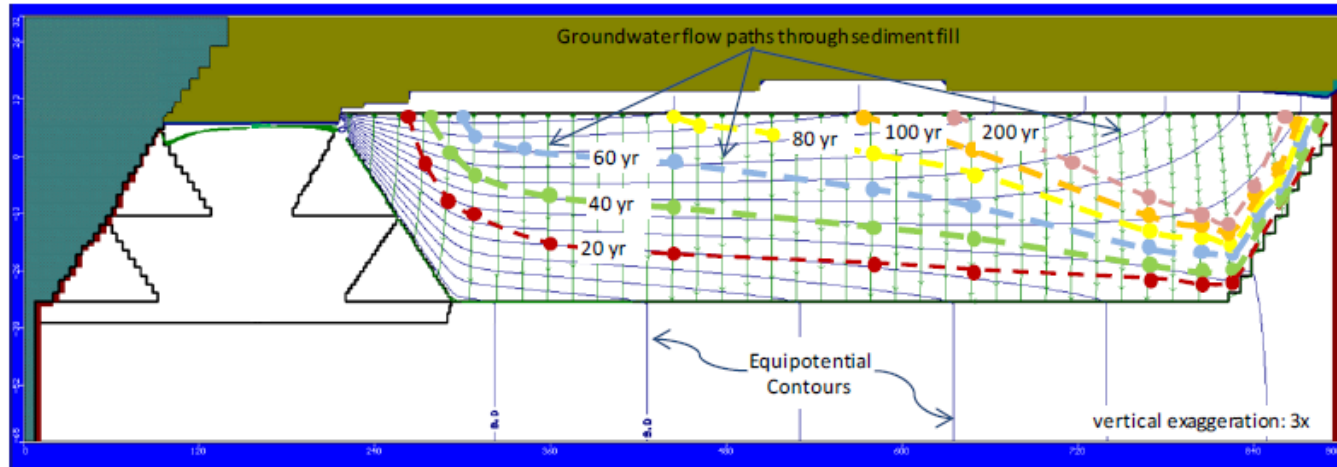 Groundwater flow paths through sediment fill
80 yr
100 yr
200 yr
60 yr
40 yr
20 yr
Equipotential
Contours
vertical exaggeration: 3x
0
120
240
360
480
600
720
840